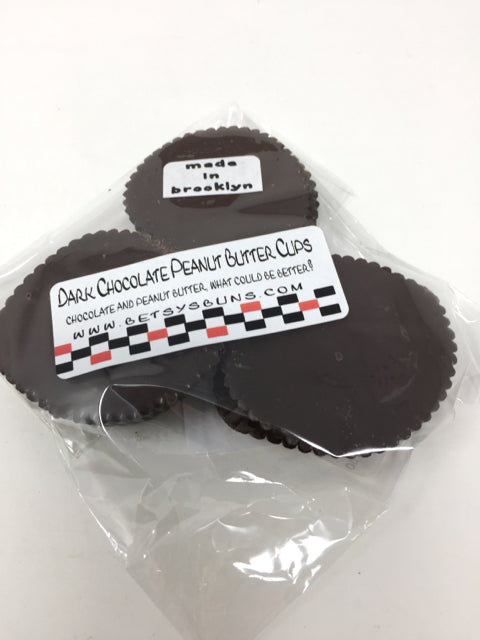 made
in
brooklyn
DARK CHOCOLATE PEANUT BUTTER CUPS
CHOCOLATE AND PEANUT BUTTER, WHAT COULD BE BETTER?
WWW.BETSYSBUNS.COM